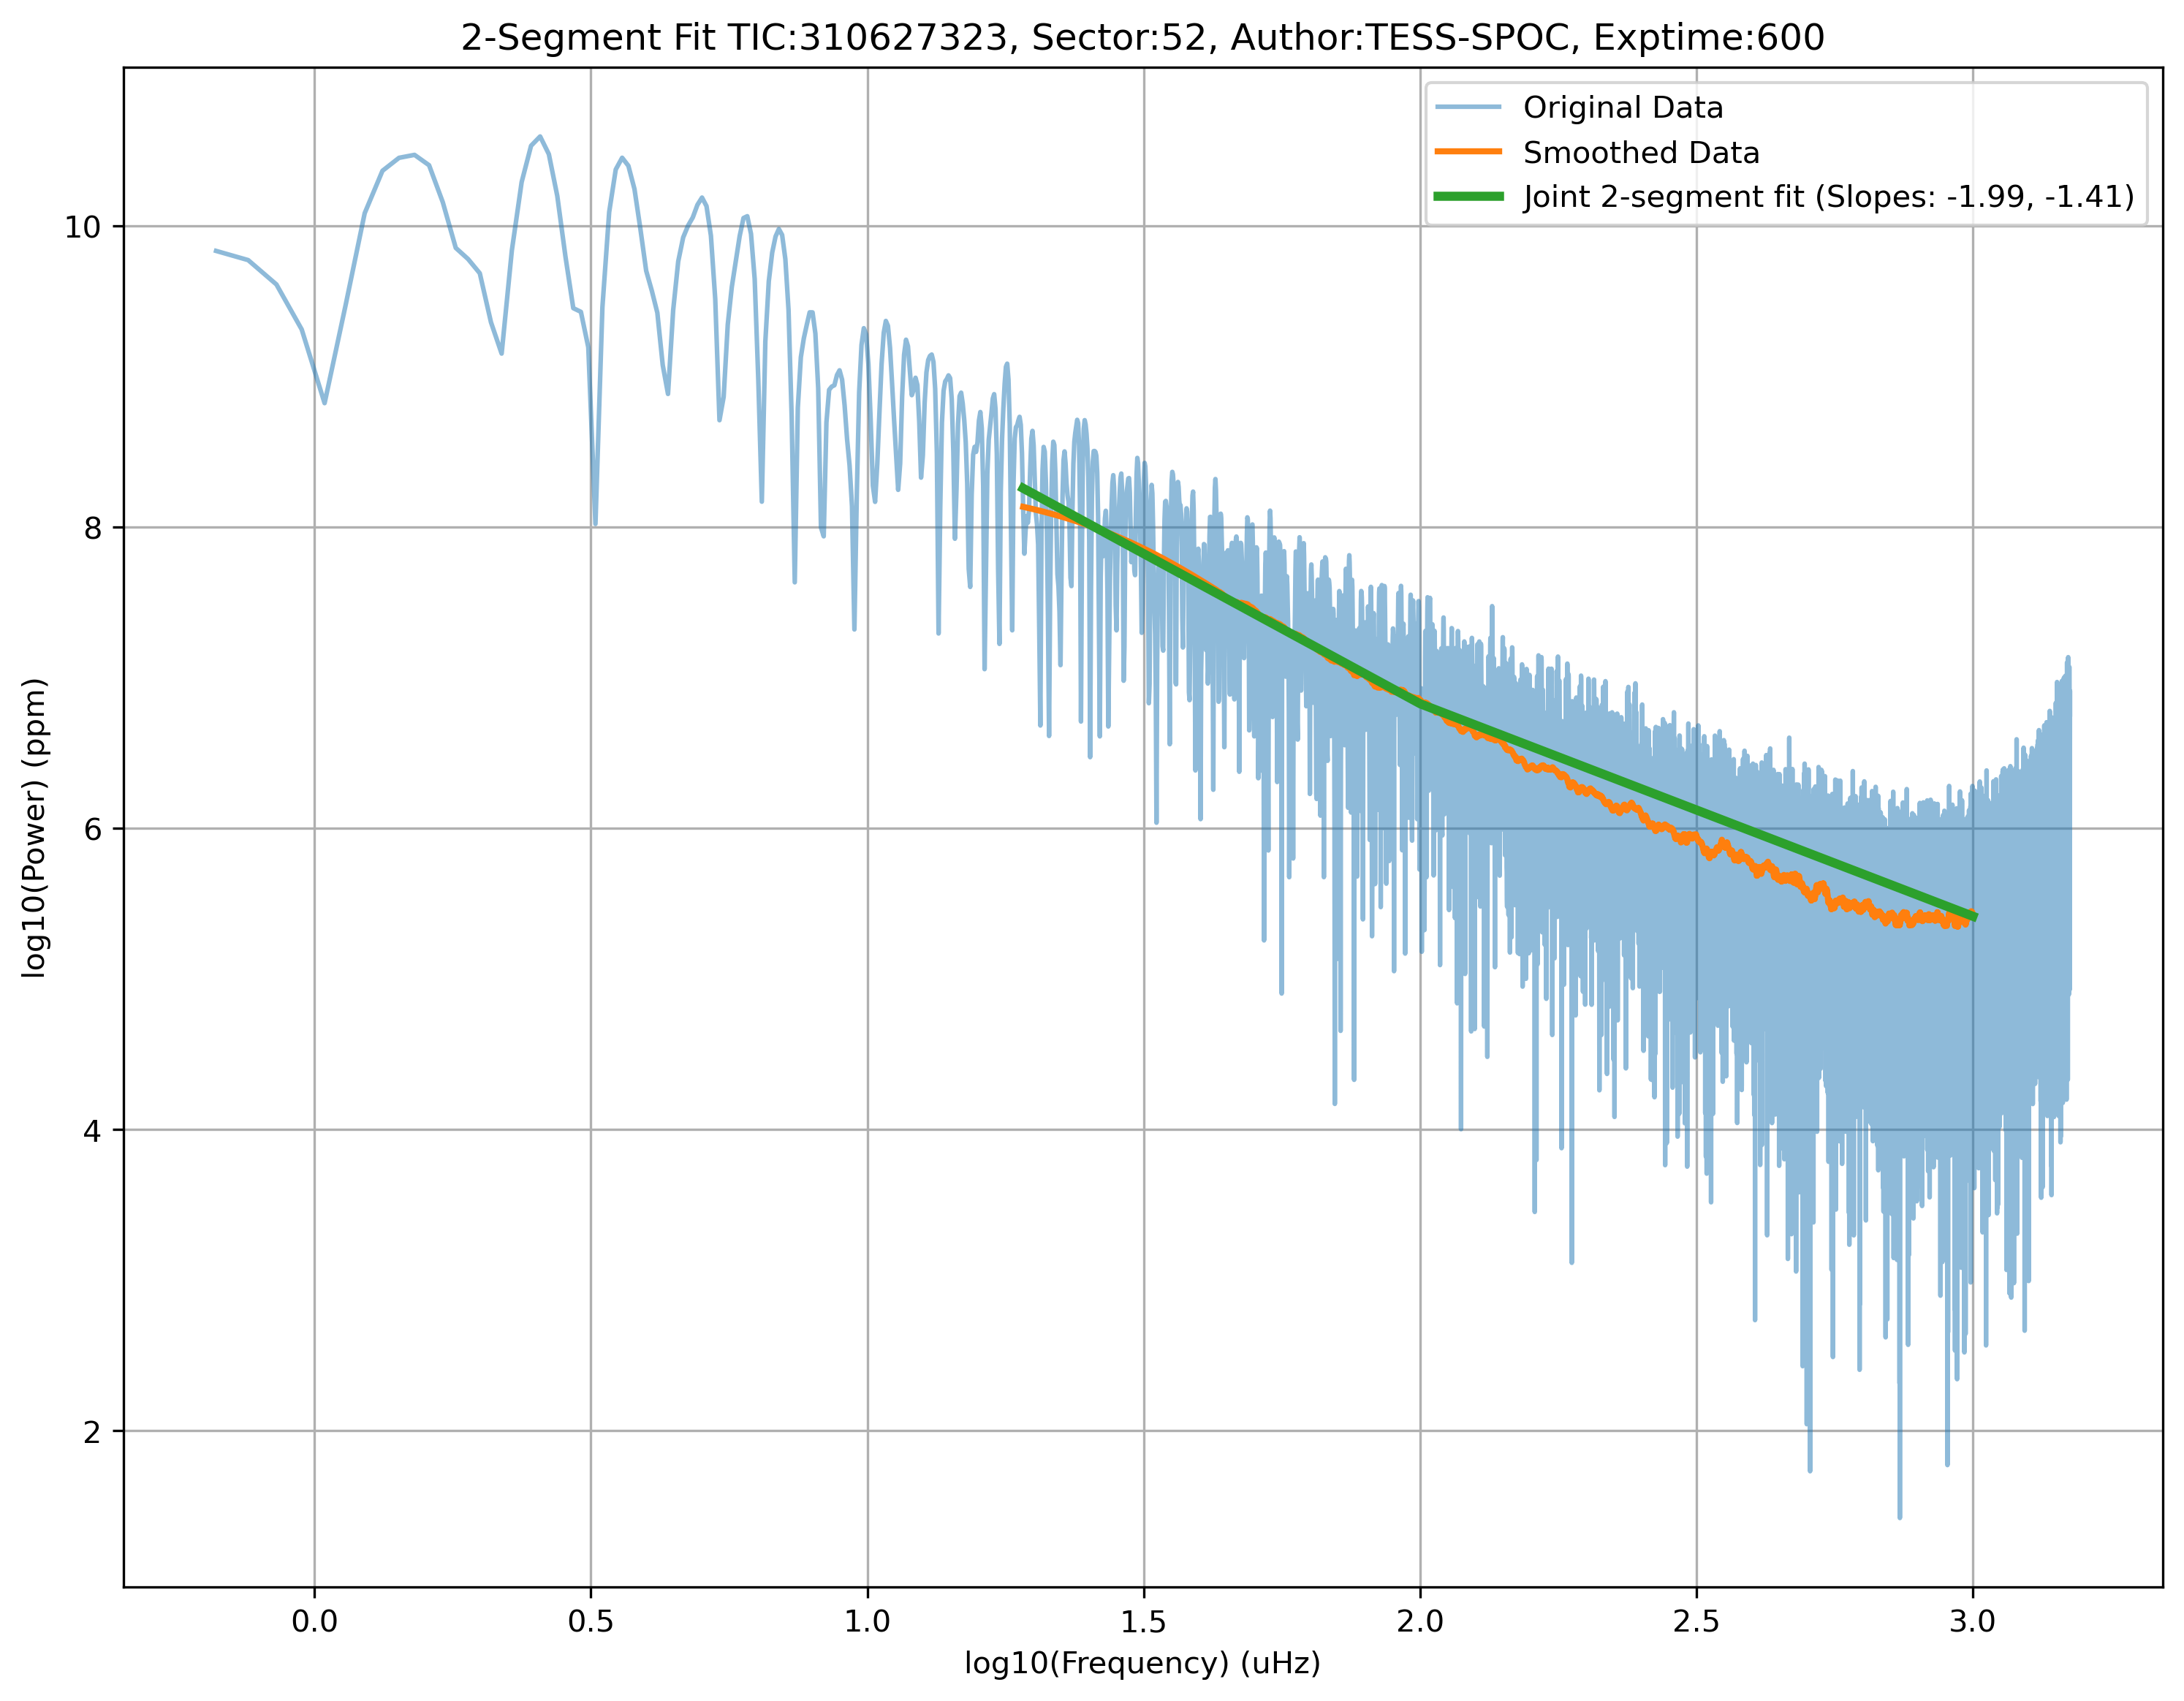 2-Segment Fit TIC:310627323, Sector:52, Author:TESS-SPOC, Exptime:600
Original Data
Smoothed Data
Joint 2-segment fit (Slopes: -1.99, -1.41)
log10(Power) (ppm)
10
8
6
4
2
0.0 0.5 1.0 1.5 2.0 2.5 3.0
log10(Frequency) (uHz)